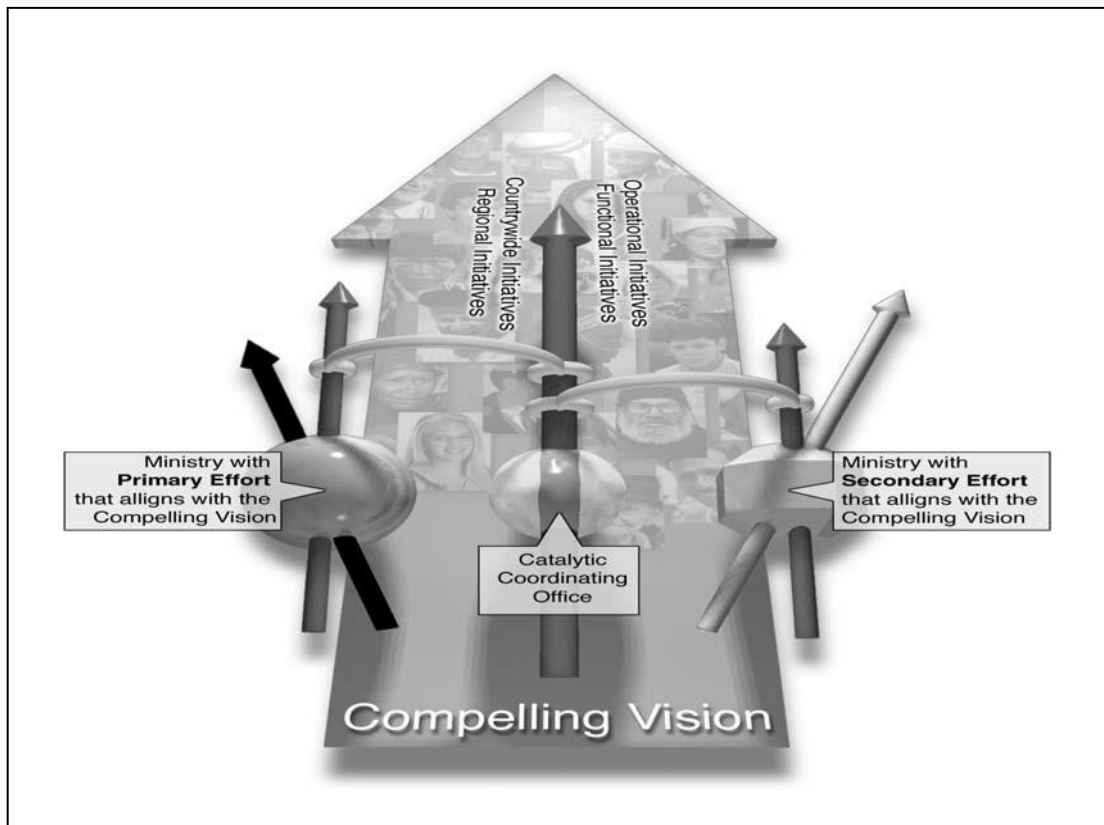 Countrywide Initiatives
Regional Initiatives
Operational Initiatives
Functional Initiatives
Ministry with
Primary Effort
that alligns with the
Compelling Vision
Catalytic
Coordinating
Office
Ministry with
Secondary Effort
that alligns with the
Compelling Vision
Compelling Vision